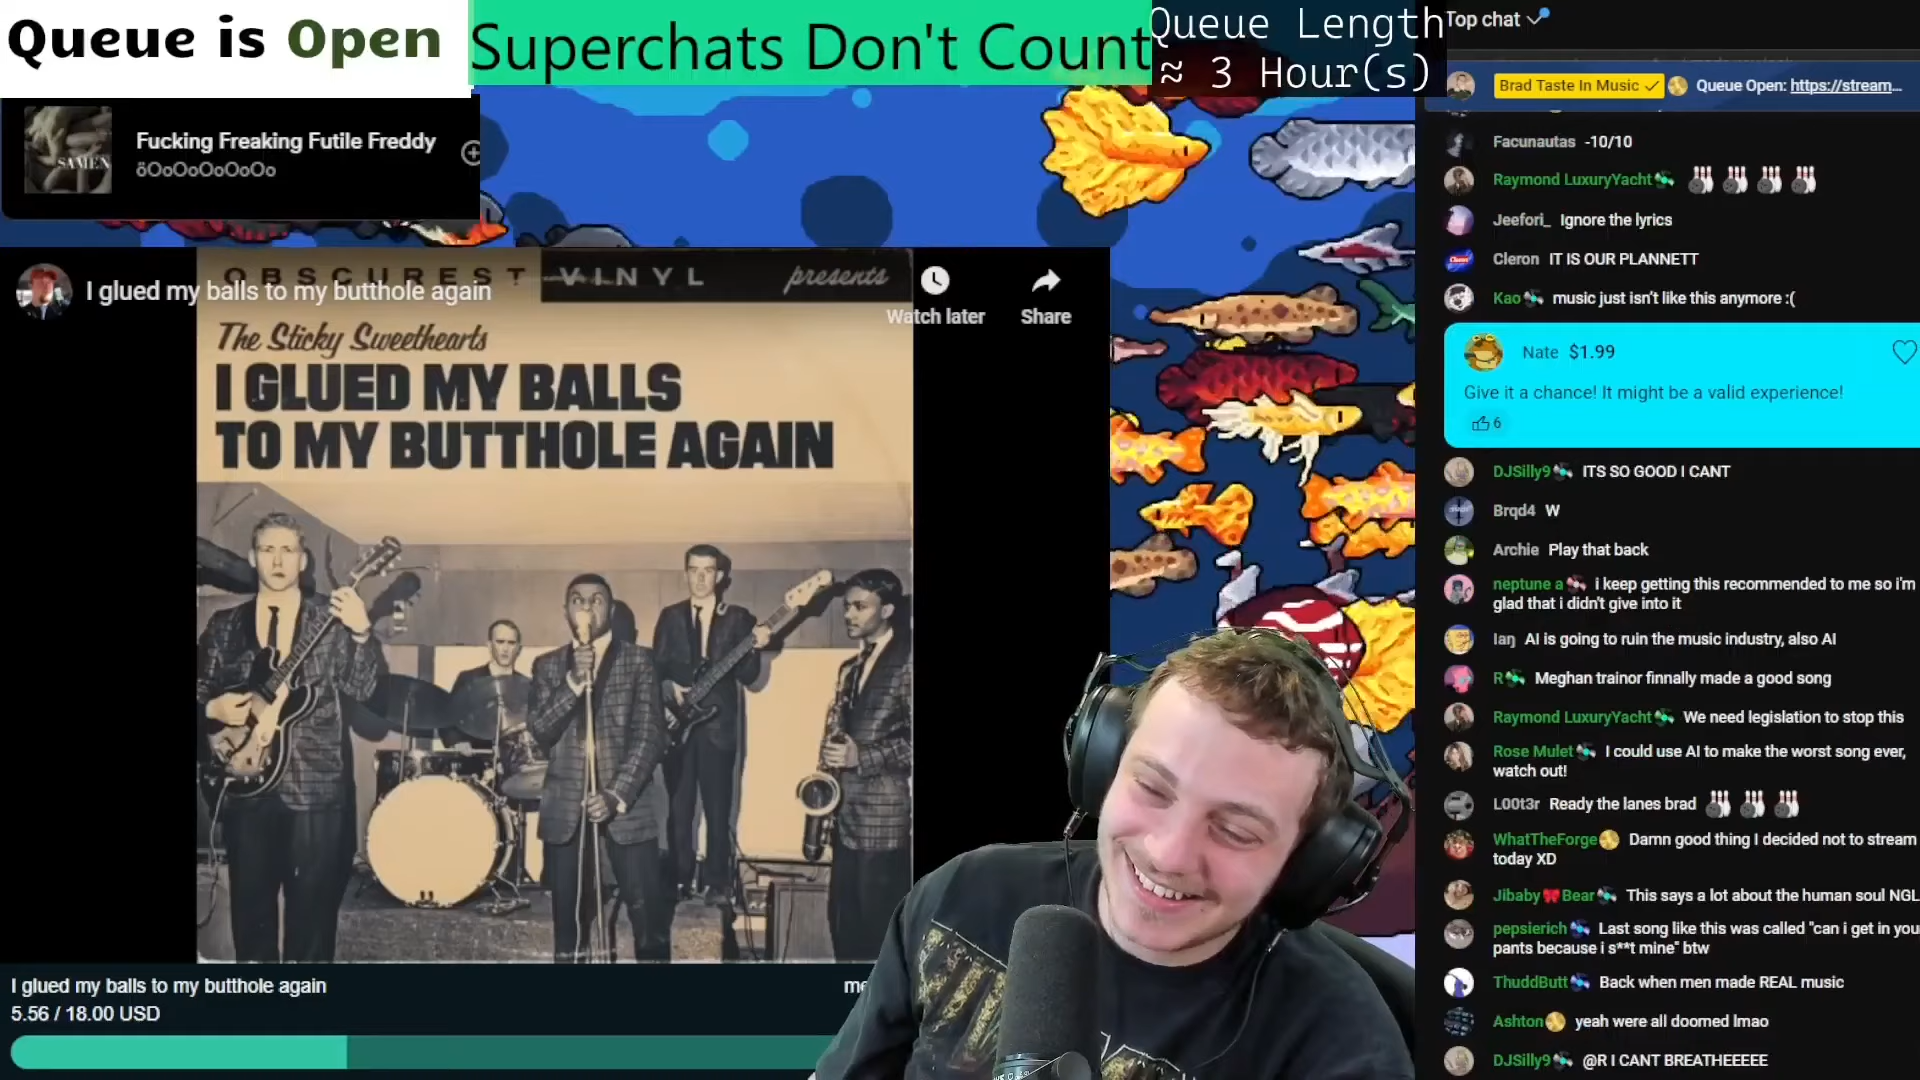 Queue is Open
Superchats Don't Count
Queue Length
≈ 3 Hour(s)
SAMEN
Fucking Freaking Futile Freddy
öOoOoOoOoOo
OBSCUREST VINYL presents
I glued my balls to my butthole again
Watch later
Share
The Sticky Sweethearts
I GLUED MY BALLS
TO MY BUTTHOLE AGAIN
I glued my balls to my butthole again
me
5.56 / 18.00 USD
Top chat
Brad Taste In Music Queue Open: https://stream...
Facunautas -10/10
Raymond LuxuryYacht
Jeefori_ Ignore the lyrics
Cleron IT IS OUR PLANNETT
Kao music just isn't like this anymore :(
Nate $1.99
Give it a chance! It might be a valid experience!
6
DJSilly9 ITS SO GOOD I CANT
Brqd4 W
Archie Play that back
neptune a i keep getting this recommended to me so i'm
glad that i didn't give into it
Ian AI is going to ruin the music industry, also AI
R Meghan trainor finnally made a good song
Raymond LuxuryYacht We need legislation to stop this
Rose Mulet I could use AI to make the worst song ever,
watch out!
L00t3r Ready the lanes brad
WhatTheForge Damn good thing I decided not to stream
today XD
Jibaby Bear This says a lot about the human soul NGL
pepsierich Last song like this was called "can i get in your
pants because i s**t mine" btw
ThuddButt Back when men made REAL music
Ashton yeah were all doomed lmao
DJSilly9 @R I CANT BREATHEEEEE